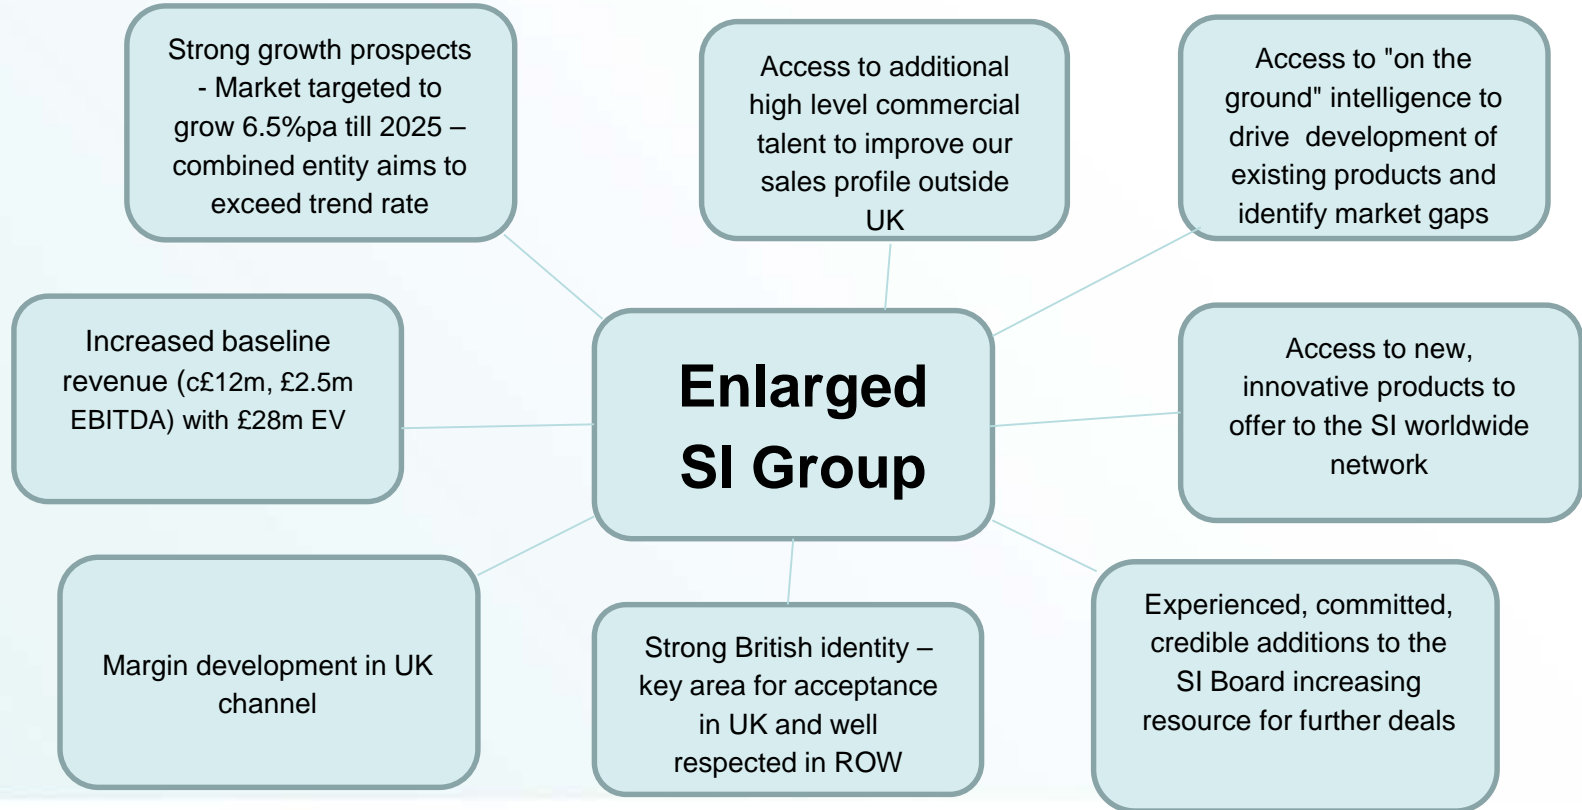 Strong growth prospects
- Market targeted to
grow 6.5%pa till 2025 –
combined entity aims to
exceed trend rate
Access to additional
high level commercial
talent to improve our
sales profile outside
UK
Access to "on the
ground" intelligence to
drive  development of
existing products and
identify market gaps
Increased baseline
revenue (c£12m, £2.5m
EBITDA) with £28m EV
Enlarged
SI Group
Access to new,
innovative products to
offer to the SI worldwide
network
Margin development in UK
channel
Strong British identity –
key area for acceptance
in UK and well
respected in ROW
Experienced, committed,
credible additions to the
SI Board increasing
resource for further deals